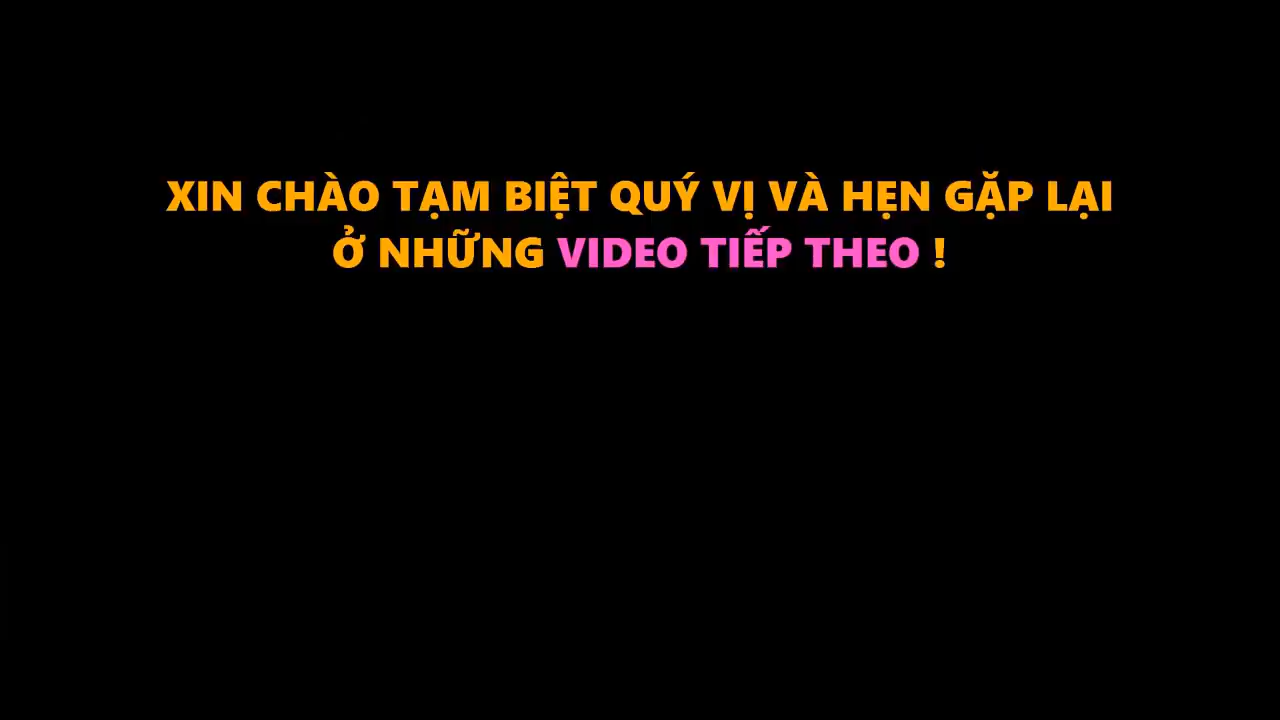 XIN CHÀO TẠM BIỆT QUÝ VỊ VÀ HẸN GẶP LẠI
Ở NHỮNG VIDEO TIẾP THEO !